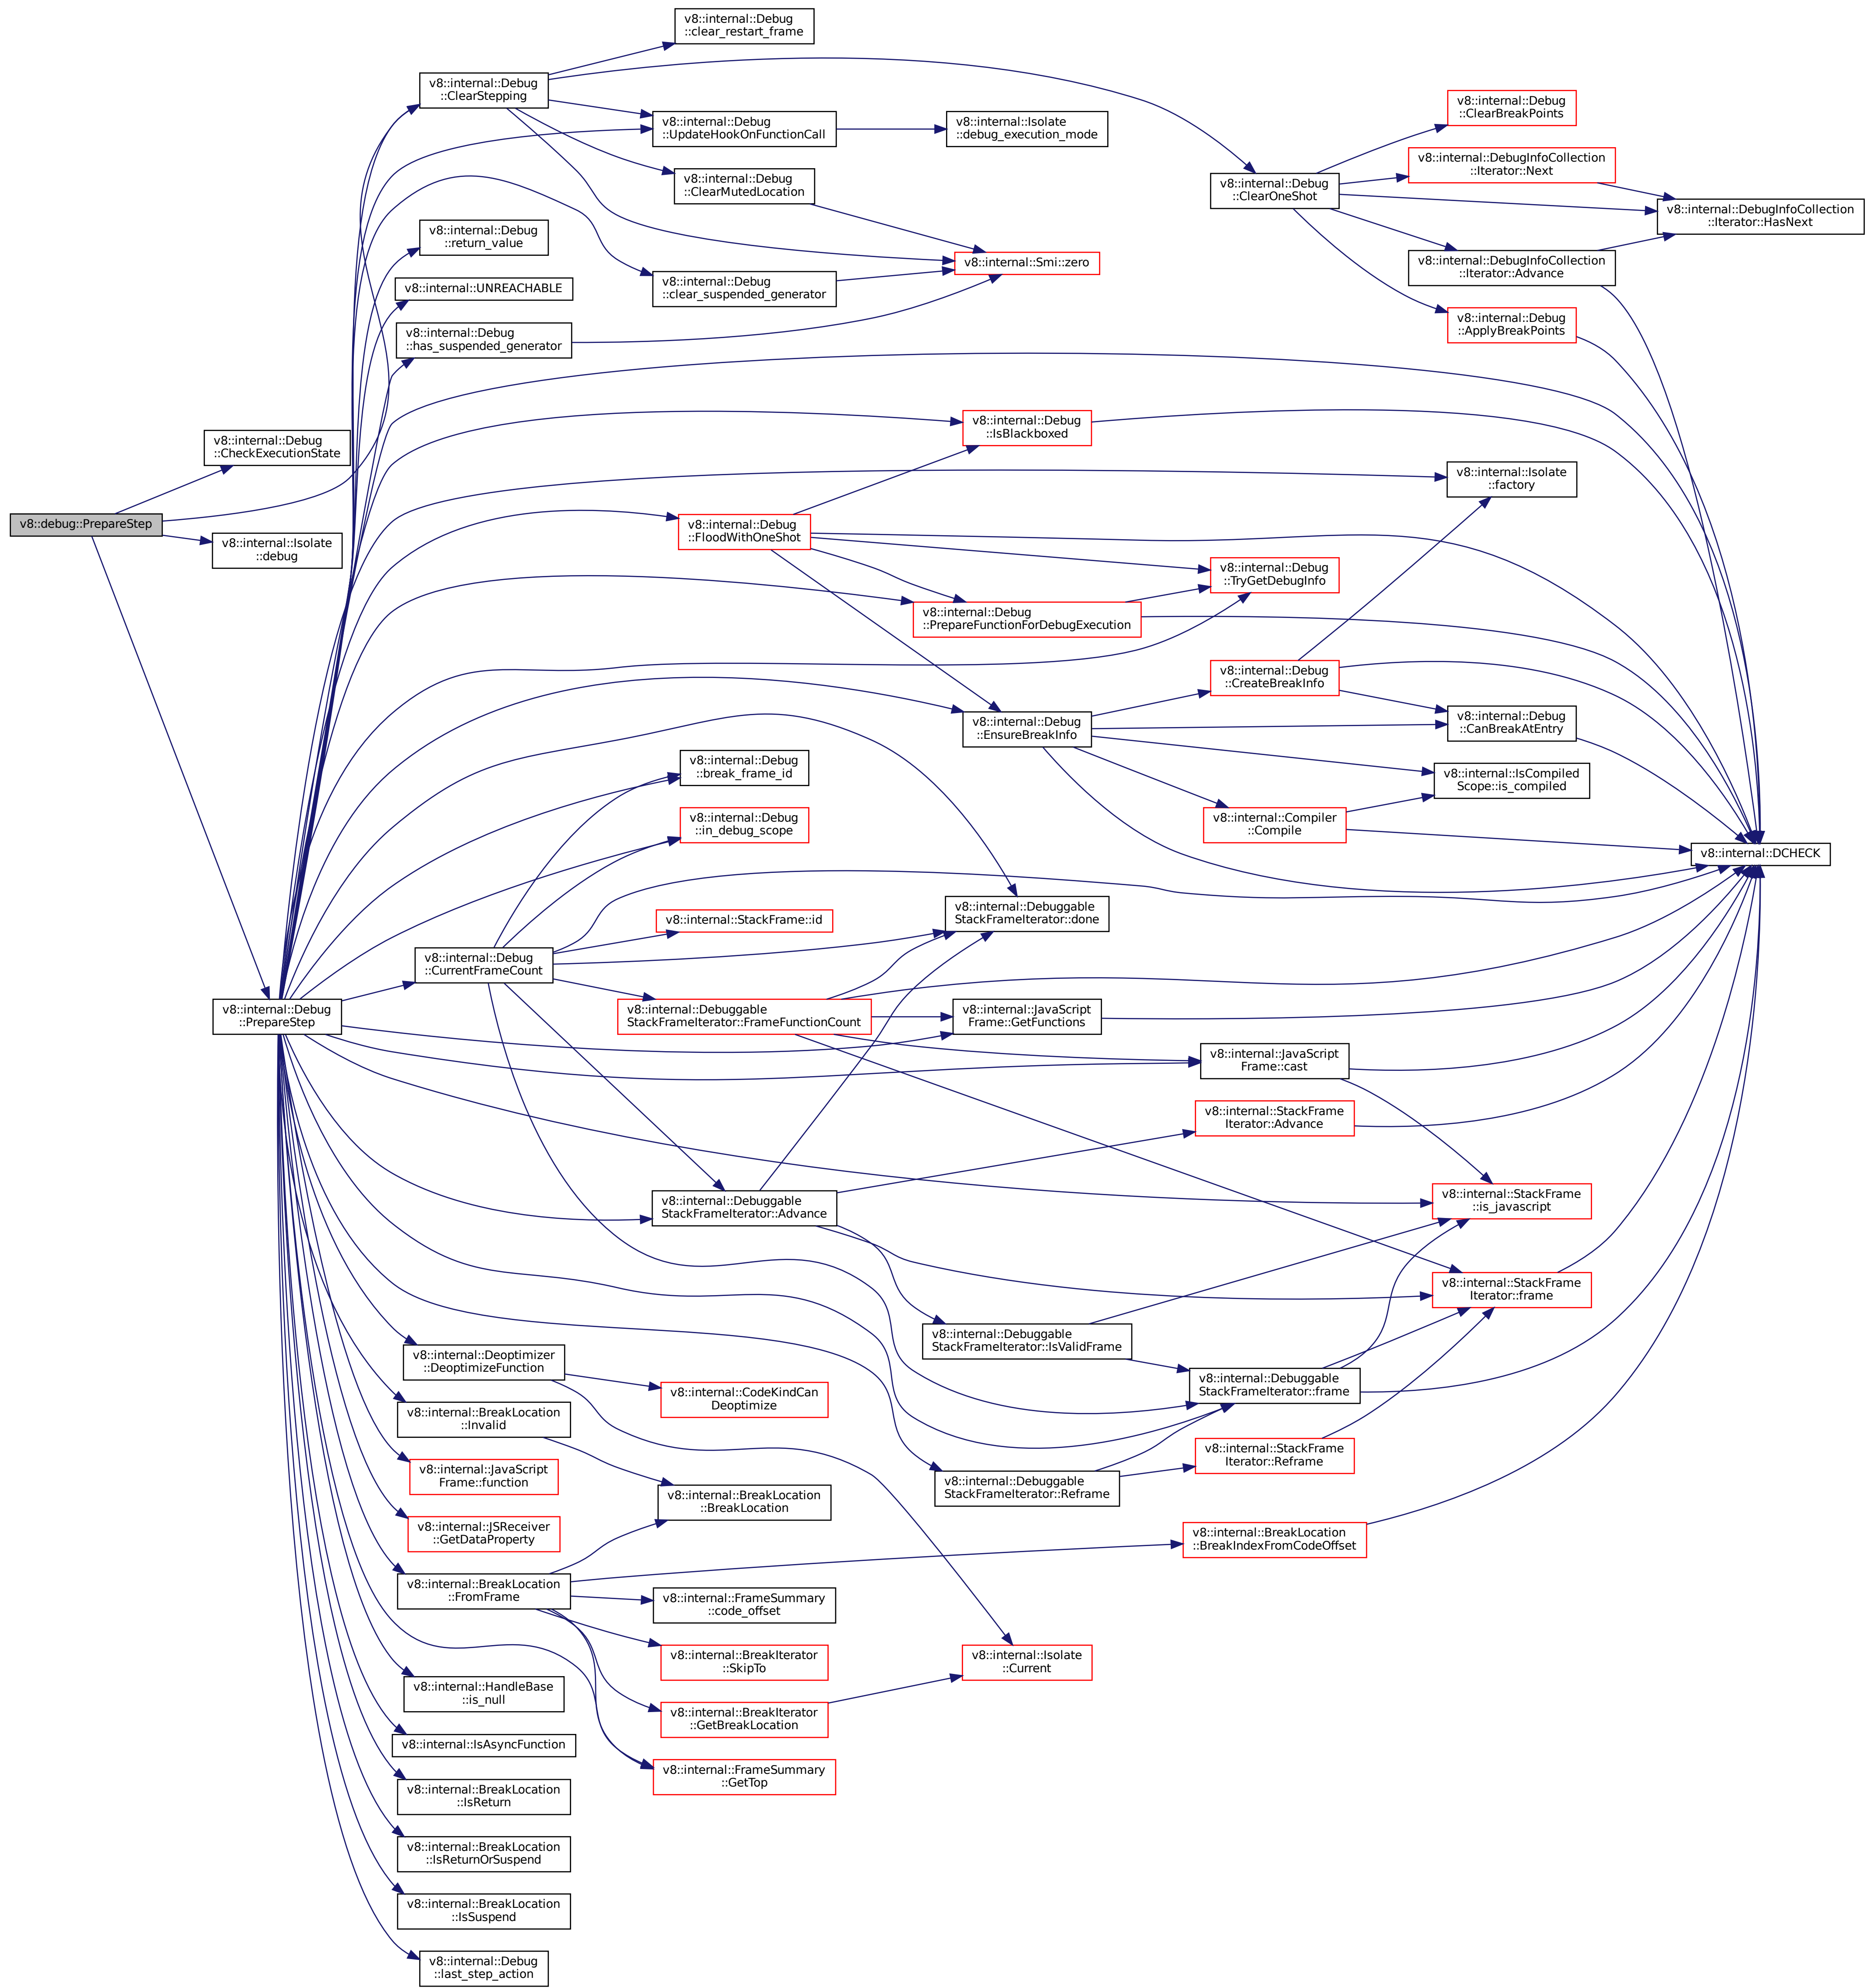 v8::debug::PrepareStep
v8::internal::Debug
::CheckExecutionState
v8::internal::Isolate
::debug
v8::internal::Debug
::PrepareStep
v8::internal::Debug
::ClearStepping
v8::internal::Debug
::return_value
v8::internal::UNREACHABLE
v8::internal::Debug
::has_suspended_generator
v8::internal::Debug
::CurrentFrameCount
v8::internal::Deoptimizer
::DeoptimizeFunction
v8::internal::BreakLocation
::Invalid
v8::internal::JavaScript
Frame::function
v8::internal::JSReceiver
::GetDataProperty
v8::internal::BreakLocation
::FromFrame
v8::internal::HandleBase
::is_null
v8::internal::IsAsyncFunction
v8::internal::BreakLocation
::IsReturn
v8::internal::BreakLocation
::IsReturnOrSuspend
v8::internal::BreakLocation
::IsSuspend
v8::internal::Debug
::last_step_action
v8::internal::Debug
::clear_restart_frame
v8::internal::Debug
::UpdateHookOnFunctionCall
v8::internal::Debug
::ClearMutedLocation
v8::internal::Debug
::clear_suspended_generator
v8::internal::Debug
::FloodWithOneShot
v8::internal::Debug
::break_frame_id
v8::internal::Debug
::in_debug_scope
v8::internal::StackFrame::id
v8::internal::Debuggable
StackFrameIterator::FrameFunctionCount
v8::internal::Debuggable
StackFrameIterator::Advance
v8::internal::CodeKindCan
Deoptimize
v8::internal::BreakLocation
::BreakLocation
v8::internal::FrameSummary
::code_offset
v8::internal::BreakIterator
::SkipTo
v8::internal::BreakIterator
::GetBreakLocation
v8::internal::FrameSummary
::GetTop
v8::internal::Isolate
::debug_execution_mode
v8::internal::Smi::zero
v8::internal::Debug
::IsBlackboxed
v8::internal::Debug
::PrepareFunctionForDebugExecution
v8::internal::Debug
::EnsureBreakInfo
v8::internal::Debuggable
StackFrameIterator::done
v8::internal::JavaScript
Frame::GetFunctions
v8::internal::Debuggable
StackFrameIterator::IsValidFrame
v8::internal::Debuggable
StackFrameIterator::Reframe
v8::internal::Isolate
::Current
v8::internal::Debug
::ClearOneShot
v8::internal::Debug
::TryGetDebugInfo
v8::internal::Debug
::CreateBreakInfo
v8::internal::Compiler
::Compile
v8::internal::JavaScript
Frame::cast
v8::internal::StackFrame
Iterator::Advance
v8::internal::Debuggable
StackFrameIterator::frame
v8::internal::StackFrame
Iterator::Reframe
v8::internal::BreakLocation
::BreakIndexFromCodeOffset
v8::internal::Debug
::ClearBreakPoints
v8::internal::DebugInfoCollection
::Iterator::Next
v8::internal::DebugInfoCollection
::Iterator::Advance
v8::internal::Debug
::ApplyBreakPoints
v8::internal::Isolate
::factory
v8::internal::Debug
::CanBreakAtEntry
v8::internal::IsCompiled
Scope::is_compiled
v8::internal::StackFrame
::is_javascript
v8::internal::StackFrame
Iterator::frame
v8::internal::DebugInfoCollection
::Iterator::HasNext
v8::internal::DCHECK